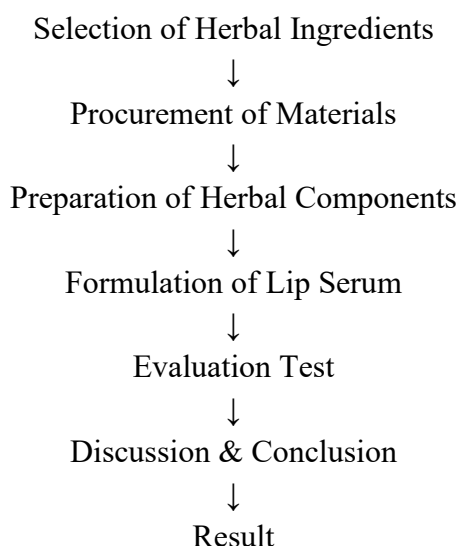 Selection of Herbal Ingredients
↓
Procurement of Materials
↓
Preparation of Herbal Components
↓
Formulation of Lip Serum
↓
Evaluation Test
↓
Discussion & Conclusion
↓
Result